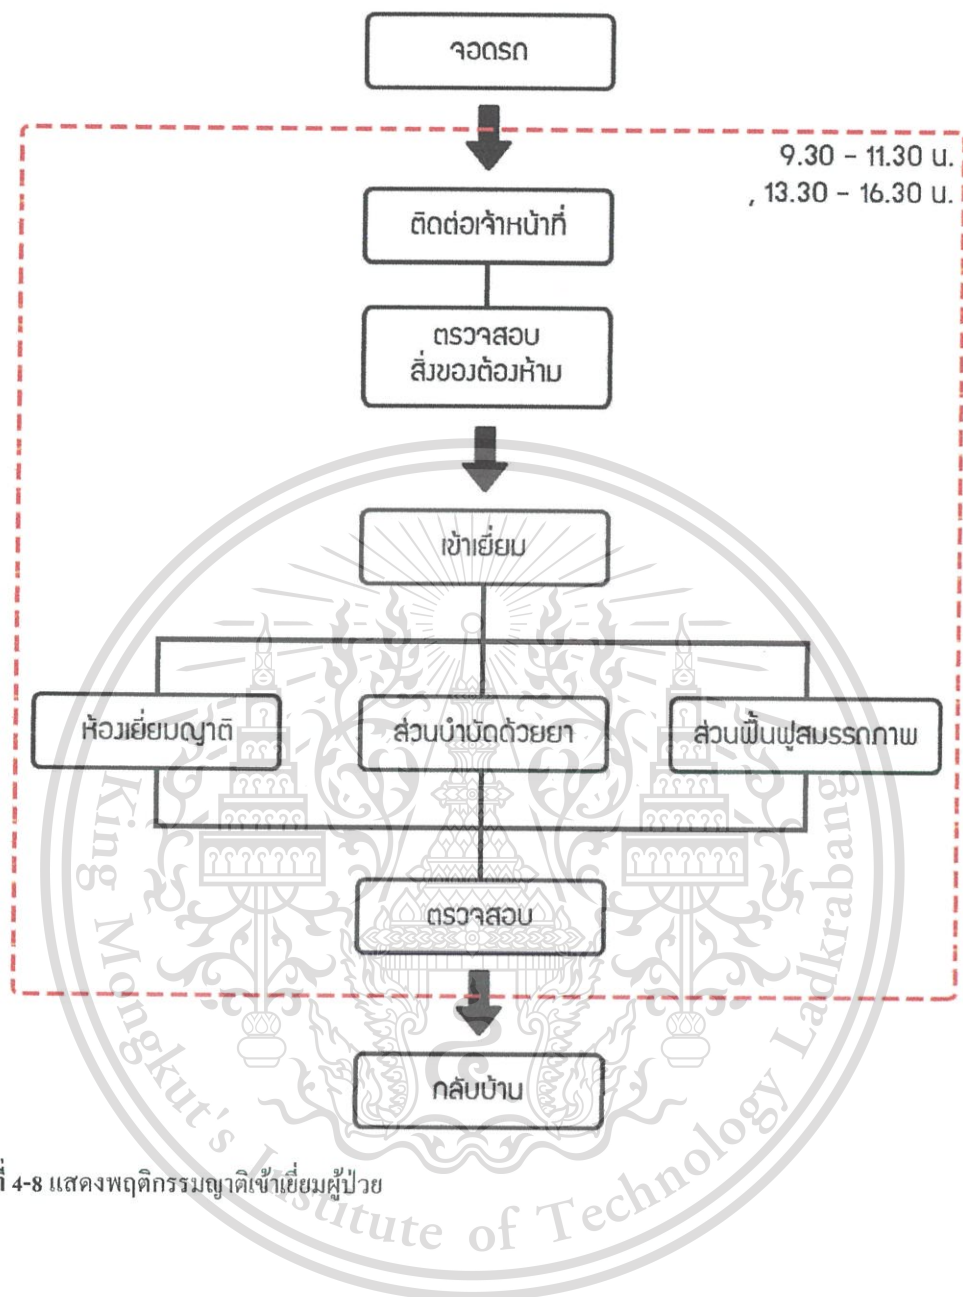 จอดรถ
9.30 - 11.30 น.
, 13.30 - 16.30 น.
ติดต่อเจ้าหน้าที่
ตรวจสอบ
สิ่งของต้องห้าม
เข้าเยี่ยม
ห้องเยี่ยมญาติ
ส่วนบำบัดด้วยยา
ส่วนฟื้นฟูสมรรถภาพ
ตรวจสอบ
กลับบ้าน
ที่ 4-8 แสดงพฤติกรรมญาติเข้าเยี่ยมผู้ป่วย
King Mongkut's Institute of Technology Ladkrabang